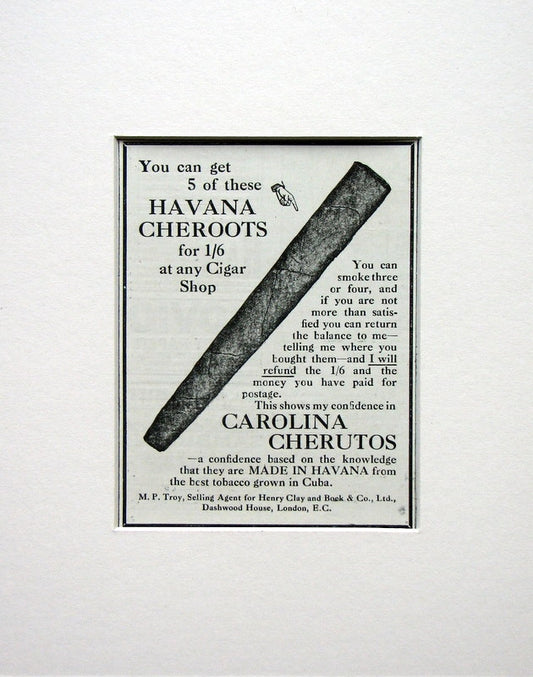 You can get
5 of these
HAVANA
CHEROOTS
for 1/6
at any Cigar
Shop
You can
smoke three
or four, and
if you are not
more than satis-
fied you can return
the balance to me—
telling me where you
bought them—and I will
refund the 1/6 and the
money you have paid for
postage.
This shows my confidence in
CAROLINA
CHERUTOS
—a confidence based on the knowledge
that they are MADE IN HAVANA from
the best tobacco grown in Cuba.
M. P. Troy, Selling Agent for Henry Clay and Bock & Co., Ltd.,
Dashwood House, London, E.C.